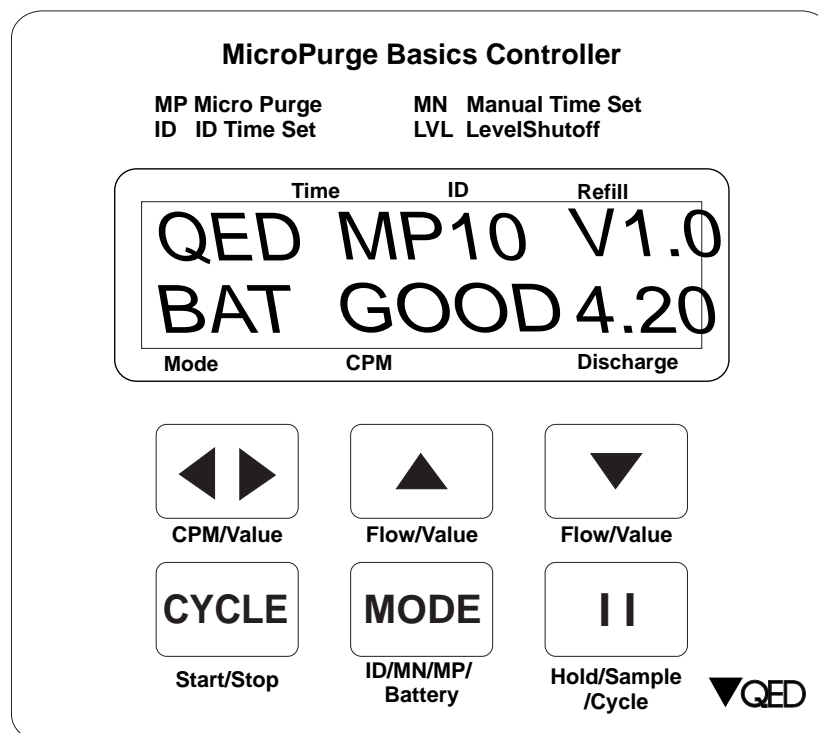 MicroPurge Basics Controller
MP Micro Purge MN Manual Time Set
ID ID Time Set LVL LevelShutoff
Time ID Refill
QED MP10 V1.0
BAT GOOD 4.20
Mode CPM Discharge
CPM/Value Flow/Value Flow/Value
CYCLE MODE II
Start/Stop ID/MN/MP/ Hold/Sample
Battery /Cycle
QED